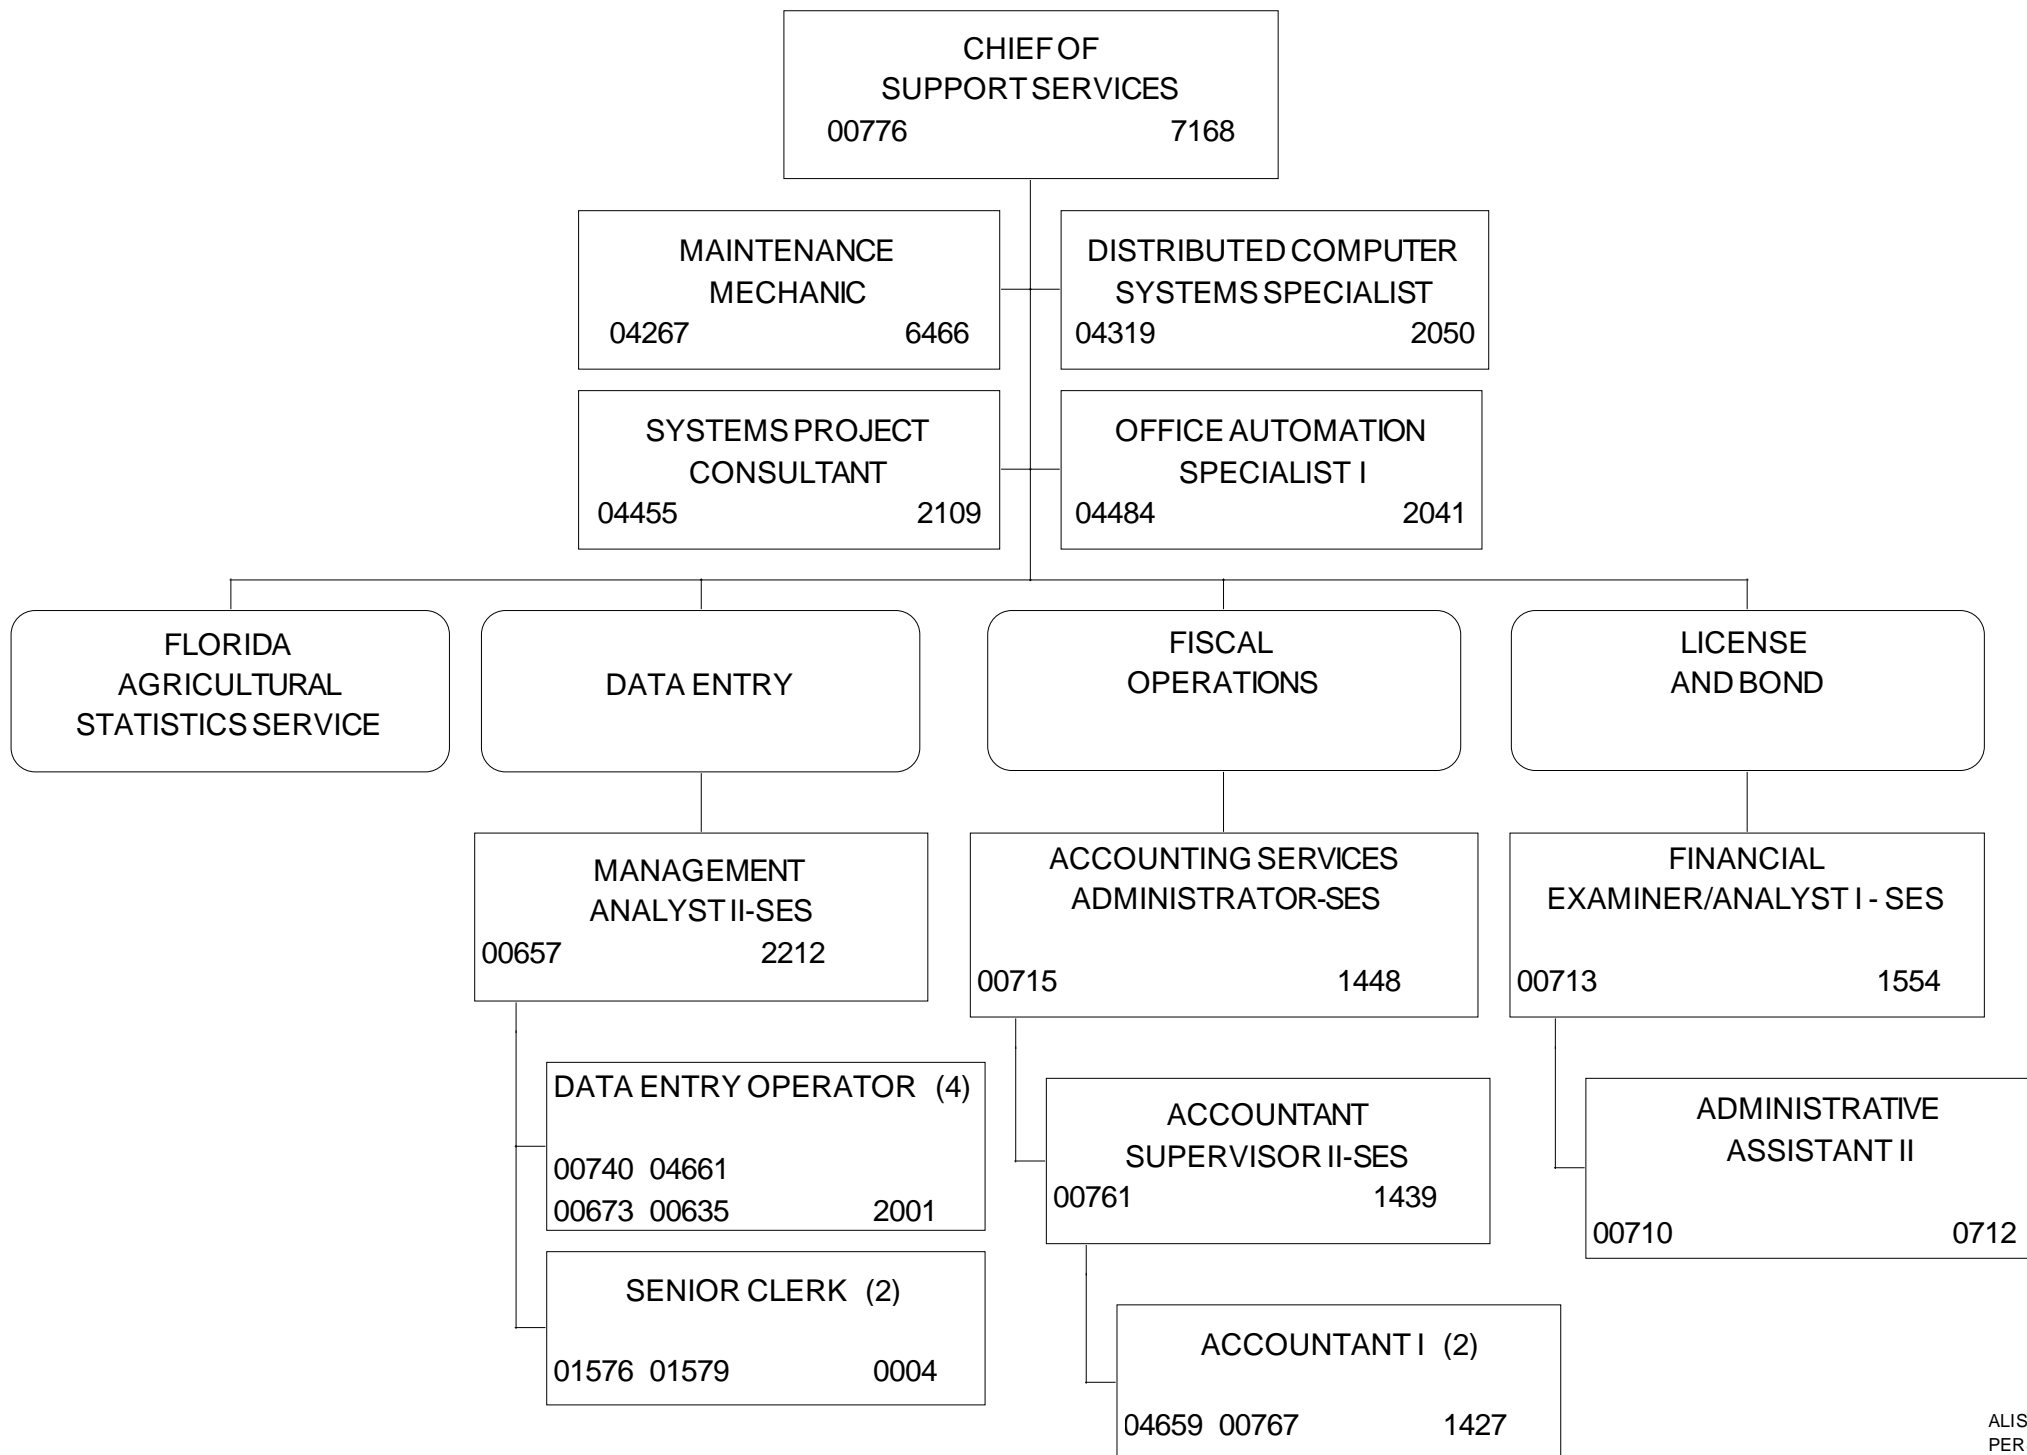 CHIEF OF
SUPPORT SERVICES
00776 7168
MAINTENANCE
MECHANIC
04267 6466
DISTRIBUTED COMPUTER
SYSTEMS SPECIALIST
04319 2050
SYSTEMS PROJECT
CONSULTANT
04455 2109
OFFICE AUTOMATION
SPECIALIST I
04484 2041
FLORIDA
AGRICULTURAL
STATISTICS SERVICE
DATA ENTRY
FISCAL
OPERATIONS
LICENSE
AND BOND
MANAGEMENT
ANALYST II-SES
00657 2212
DATA ENTRY OPERATOR (4)
00740 04661
00673 00635 2001
SENIOR CLERK (2)
01576 01579 0004
ACCOUNTING SERVICES
ADMINISTRATOR-SES
00715 1448
ACCOUNTANT
SUPERVISOR II-SES
00761 1439
ACCOUNTANT I (2)
04659 00767 1427
FINANCIAL
EXAMINER/ANALYST I - SES
00713 1554
ADMINISTRATIVE
ASSISTANT II
00710 0712
ALIS
PER